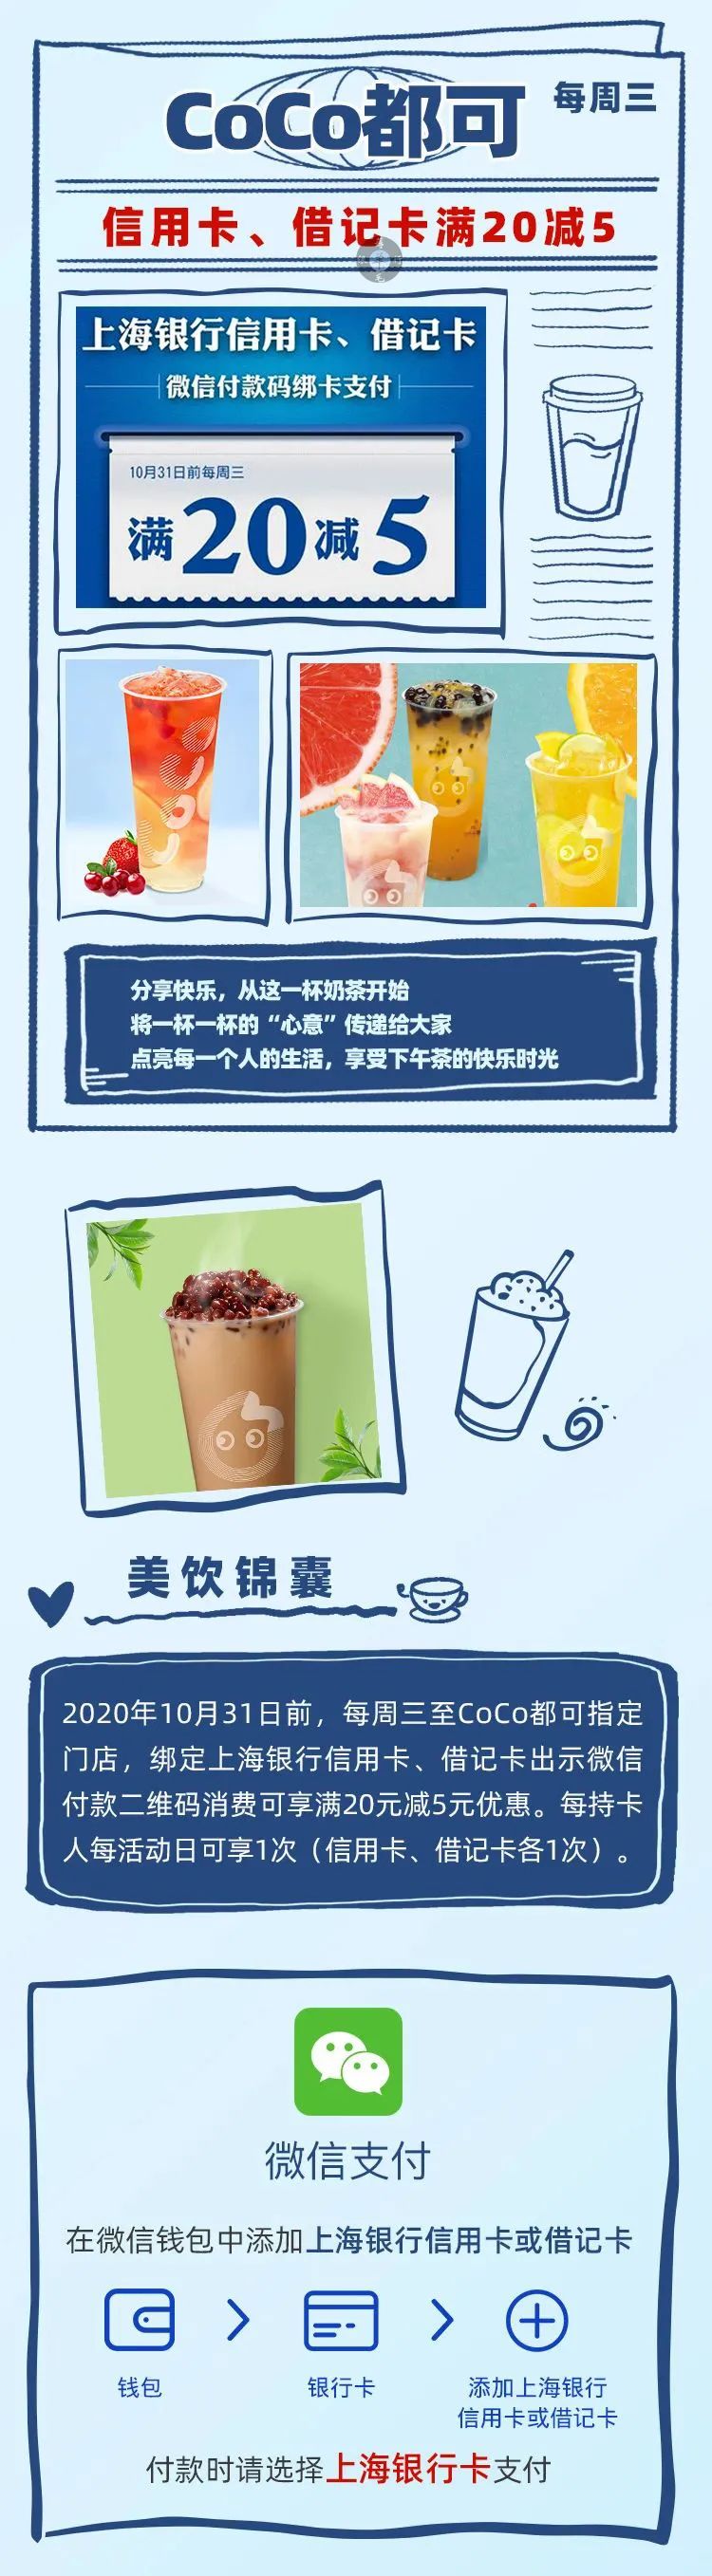 CoCo都可
每周三
信用卡、借记卡满20减5
上海银行信用卡、借记卡
微信付款码绑卡支付
10月31日前每周三
满20减5
CoCo
分享快乐，从这一杯奶茶开始
将一杯一杯的“心意”传递给大家
点亮每一个人的生活，享受下午茶的快乐时光
美饮锦囊
2020年10月31日前，每周三至CoCo都可指定
门店，绑定上海银行信用卡、借记卡出示微信
付款二维码消费可享满20元减5元优惠。每持卡
人每活动日可享1次（信用卡、借记卡各1次）。
微信支付
在微信钱包中添加上海银行信用卡或借记卡
钱包
银行卡
添加上海银行
信用卡或借记卡
付款时请选择上海银行卡支付